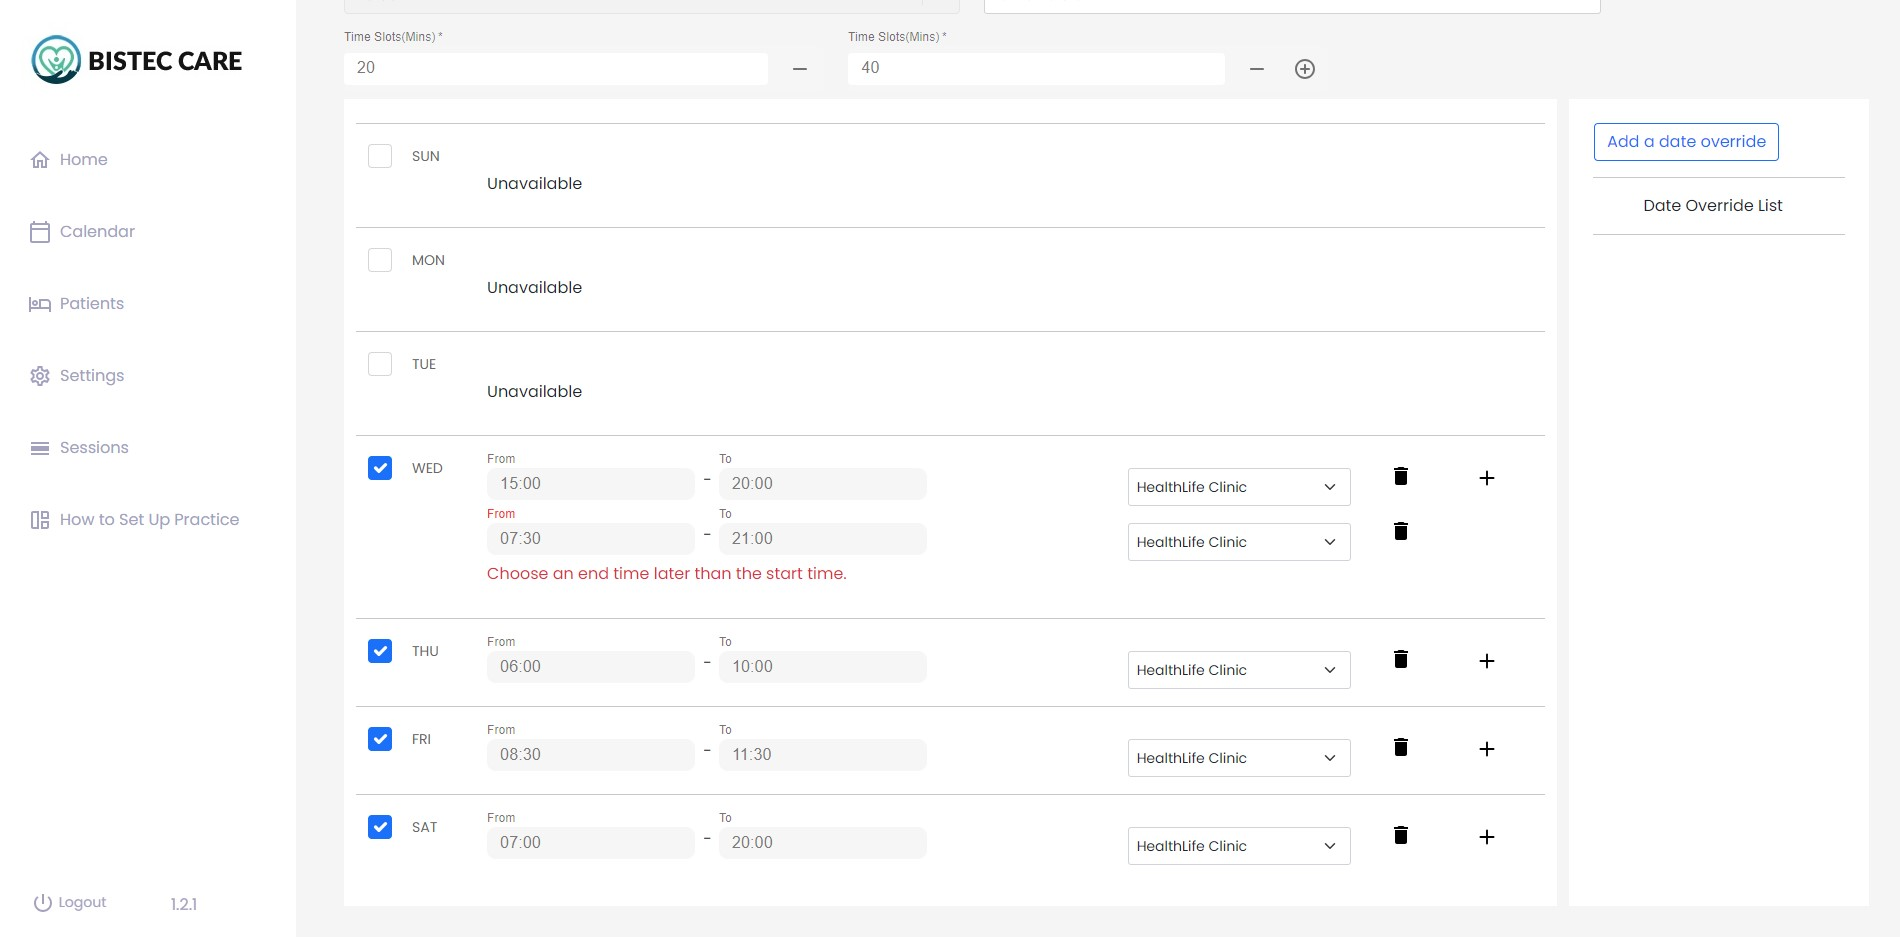 BISTEC CARE
Home
Calendar
Patients
Settings
Sessions
How to Set Up Practice
Logout 1.2.1
Time Slots(Mins) * Time Slots(Mins) *
20 40
SUN
Unavailable
MON
Unavailable
TUE
Unavailable
WED
From To
15:00 - 20:00 HealthLife Clinic
From To
07:30 - 21:00 HealthLife Clinic
Choose an end time later than the start time.
THU
From To
06:00 - 10:00 HealthLife Clinic
FRI
From To
08:30 - 11:30 HealthLife Clinic
SAT
From To
07:00 - 20:00 HealthLife Clinic
Add a date override
Date Override List